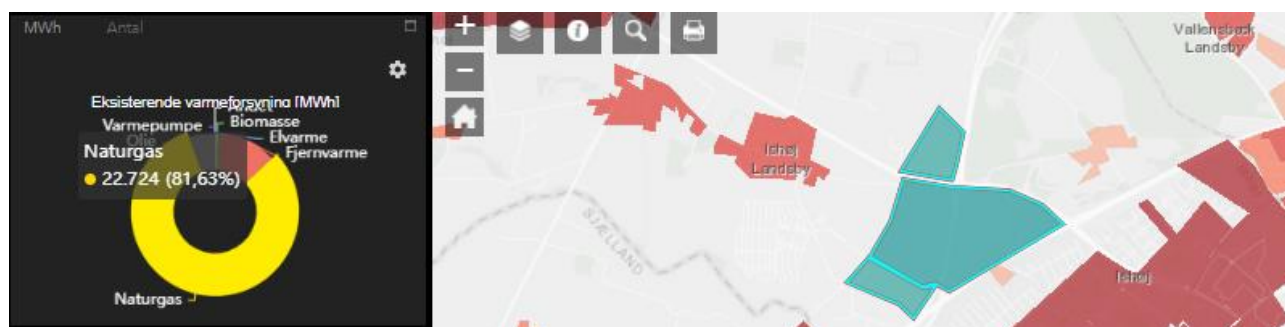 MWh Antal
Eksisterende varmeforsyning [MWh]
Varmepumpe
Biomasse
Olie
Elvarme
Naturgas
Fjernvarme
22.724 (81,63%)
Naturgas
Vallensbæk
Landsby
Ishøj
Landsby
SJÆLLAND
Ishøj